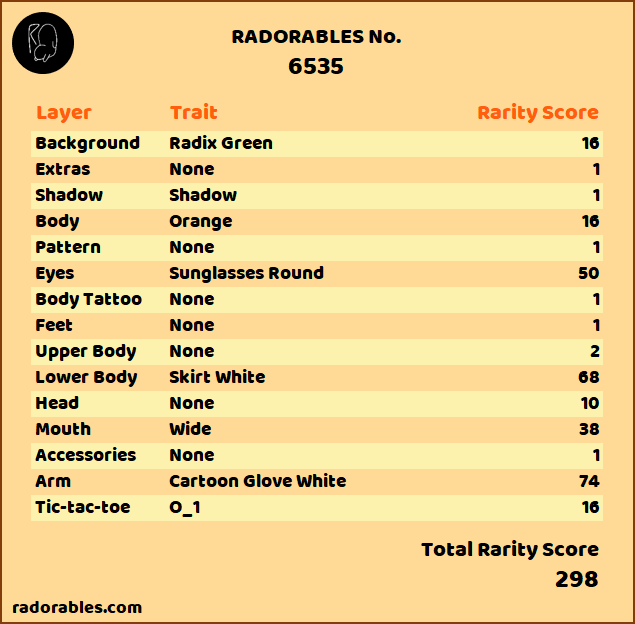 RADORABLES No.
6535
Layer Trait Rarity Score
Background Radix Green 16
Extras None 1
Shadow Shadow 1
Body Orange 16
Pattern None 1
Eyes Sunglasses Round 50
Body Tattoo None 1
Feet None 1
Upper Body None 2
Lower Body Skirt White 68
Head None 10
Mouth Wide 38
Accessories None 1
Arm Cartoon Glove White 74
Tic-tac-toe O_1 16
Total Rarity Score
298
radorables.com